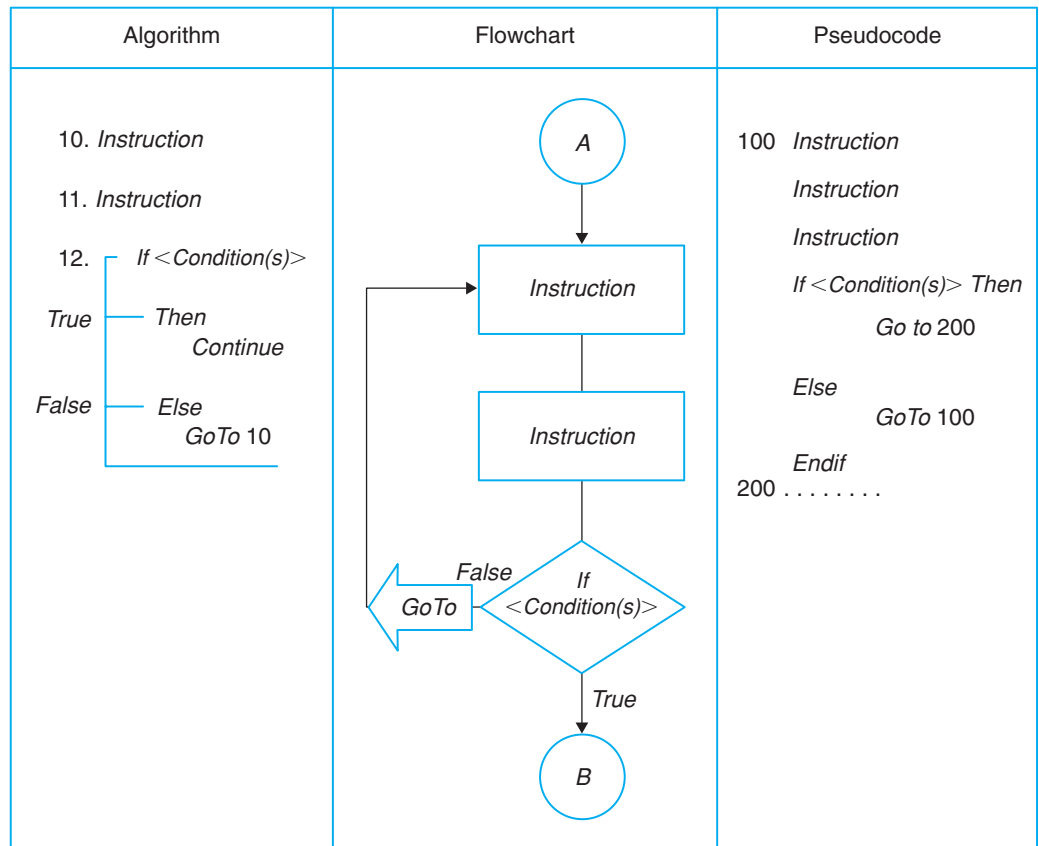 Algorithm
Flowchart
Pseudocode
10. Instruction
11. Instruction
12. If <Condition(s)>
True Then
Continue
False Else
GoTo 10
A
Instruction
Instruction
False
If
<Condition(s)>
GoTo
True
B
100 Instruction
Instruction
Instruction
If <Condition(s)> Then
Go to 200
Else
GoTo 100
Endif
200 . . . . . . . .